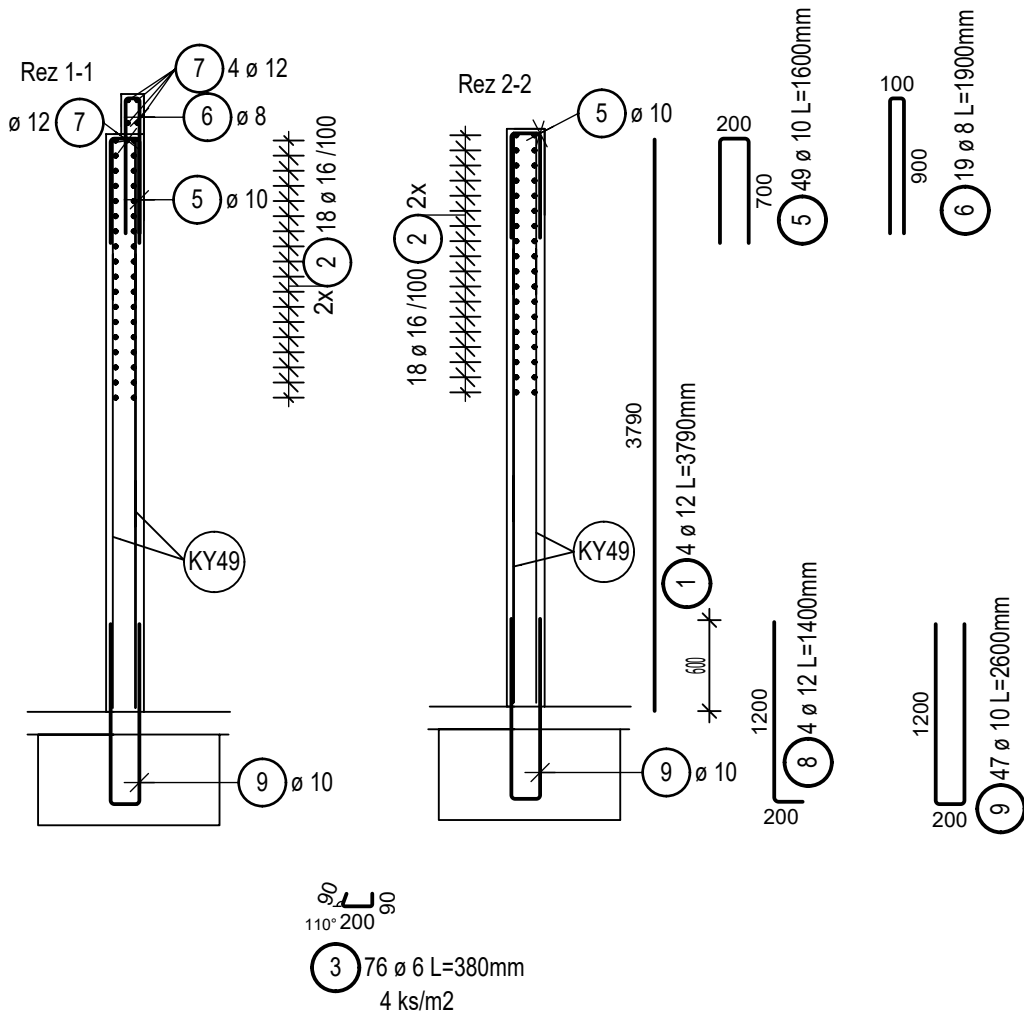 Rez 1-1
7 4 ø 12
6 ø 8
ø 12 7
5 ø 10
2x 2 18 ø 16 /100
KY49
9 ø 10
Rez 2-2
5 ø 10
18 ø 16 /100 2 2x
KY49
9 ø 10
3790
1 4 ø 12 L=3790mm
600
200
700
5 49 ø 10 L=1600mm
100
900
6 19 ø 8 L=1900mm
1200
200
8 4 ø 12 L=1400mm
1200
200
9 47 ø 10 L=2600mm
90
90
110° 200
3 76 ø 6 L=380mm
4 ks/m2